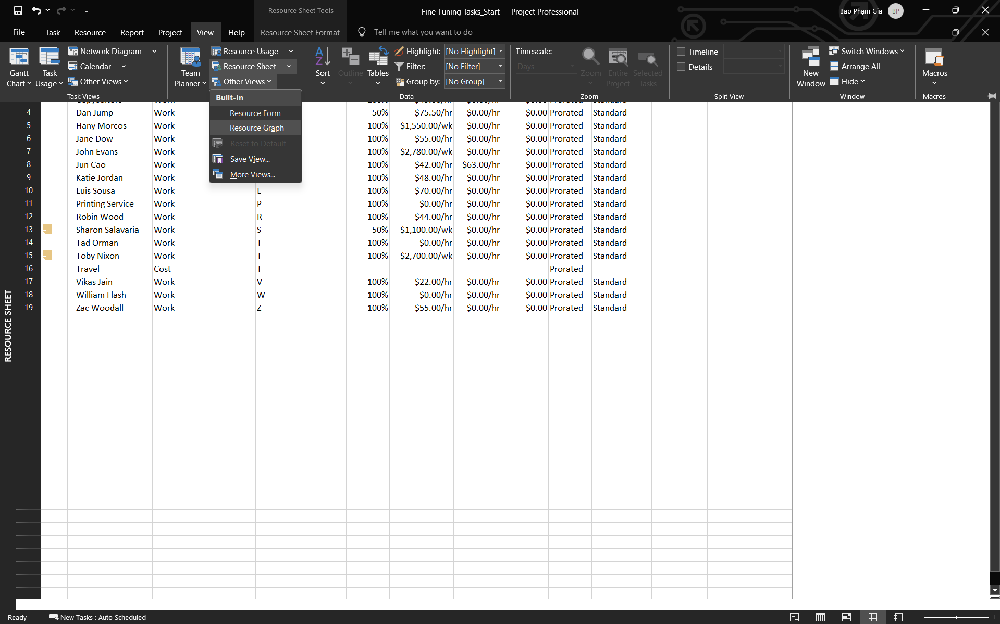 Resource Sheet Tools
Fine Tuning Tasks_Start - Project Professional
Bảo Phạm Gia BP
File Task Resource Report Project View Help Resource Sheet Format Tell me what you want to do
Gantt Chart
Task Usage
Network Diagram
Calendar
Other Views
Task Views
Team Planner
Resource Usage
Resource Sheet
Other Views
Sort
Outline
Tables
Highlight: [No Highlight]
Filter: [No Filter]
Group by: [No Group]
Data
Timescale:
Days
Zoom
Entire Project
Selected Tasks
Zoom
Timeline
Details
Split View
New Window
Switch Windows
Arrange All
Hide
Window
Macros
Macros
Built-In
Resource Form
Resource Graph
Reset to Default
Save View...
More Views...
4 Dan Jump Work 50% $75.50/hr $0.00/hr $0.00 Prorated Standard
5 Hany Morcos Work 100% $1,550.00/wk $0.00/hr $0.00 Prorated Standard
6 Jane Dow Work 100% $55.00/hr $0.00/hr $0.00 Prorated Standard
7 John Evans Work 100% $2,780.00/wk $0.00/hr $0.00 Prorated Standard
8 Jun Cao Work 100% $42.00/hr $63.00/hr $0.00 Prorated Standard
9 Katie Jordan Work 100% $48.00/hr $0.00/hr $0.00 Prorated Standard
10 Luis Sousa Work L 100% $70.00/hr $0.00/hr $0.00 Prorated Standard
11 Printing Service Work P 100% $0.00/hr $0.00/hr $0.00 Prorated Standard
12 Robin Wood Work R 100% $44.00/hr $0.00/hr $0.00 Prorated Standard
13 Sharon Salavaria Work S 50% $1,100.00/wk $0.00/hr $0.00 Prorated Standard
14 Tad Orman Work T 100% $0.00/hr $0.00/hr $0.00 Prorated Standard
15 Toby Nixon Work T 100% $2,700.00/wk $0.00/hr $0.00 Prorated Standard
16 Travel Cost T Prorated
17 Vikas Jain Work V 100% $22.00/hr $0.00/hr $0.00 Prorated Standard
18 William Flash Work W 100% $0.00/hr $0.00/hr $0.00 Prorated Standard
19 Zac Woodall Work Z 100% $55.00/hr $0.00/hr $0.00 Prorated Standard
RESOURCE SHEET
Ready New Tasks : Auto Scheduled